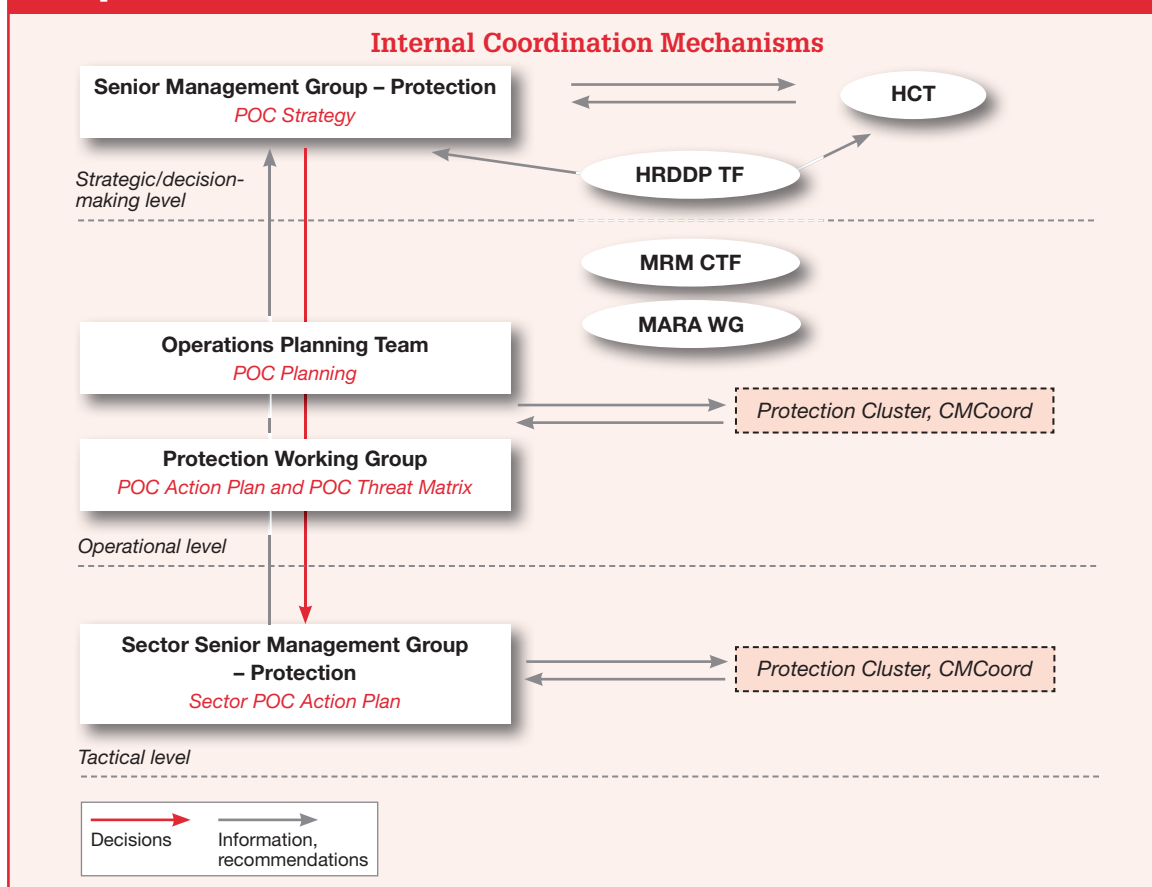 Internal Coordination Mechanisms
Senior Management Group – Protection
POC Strategy
HCT
HRDDP TF
Strategic/decision-
making level
MRM CTF
MARA WG
Operations Planning Team
POC Planning
Protection Cluster, CMCoord
Protection Working Group
POC Action Plan and POC Threat Matrix
Operational level
Sector Senior Management Group
– Protection
Sector POC Action Plan
Protection Cluster, CMCoord
Tactical level
Decisions
Information,
recommendations